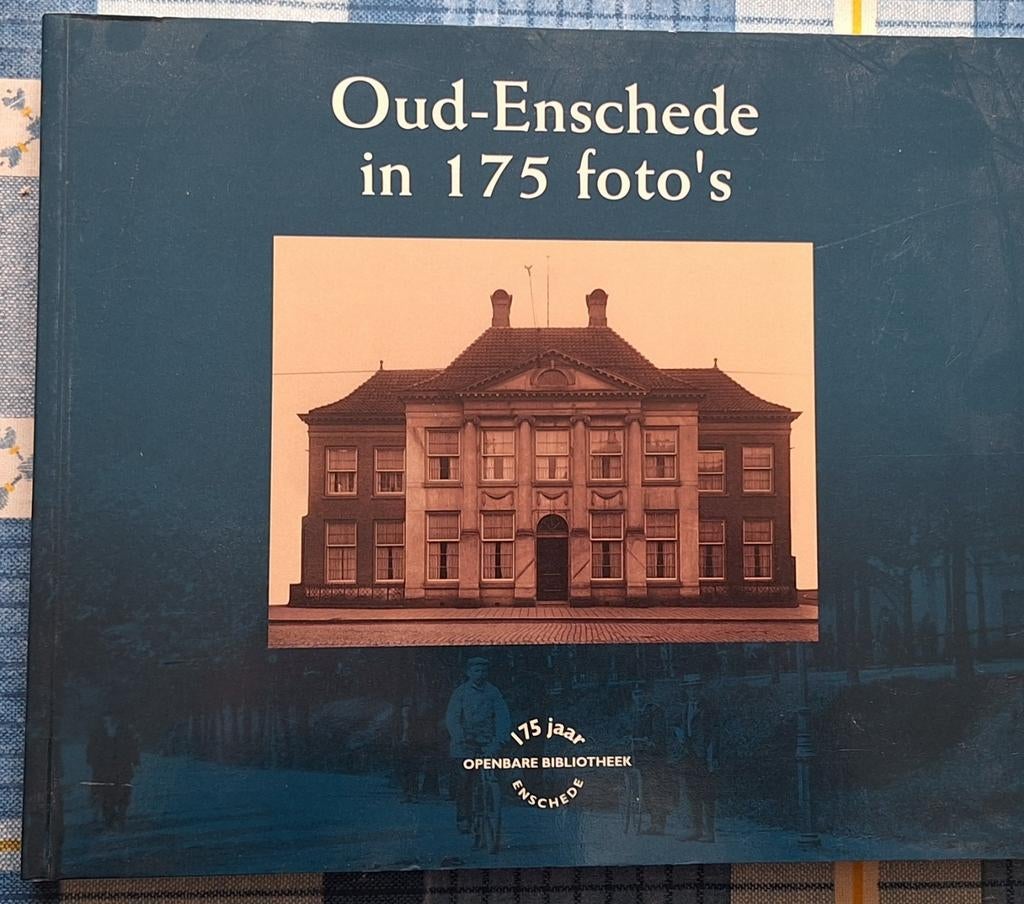 Oud-Enschede
in 175 foto's
175 jaar
OPENBARE BIBLIOTHEEK
ENSCHEDE